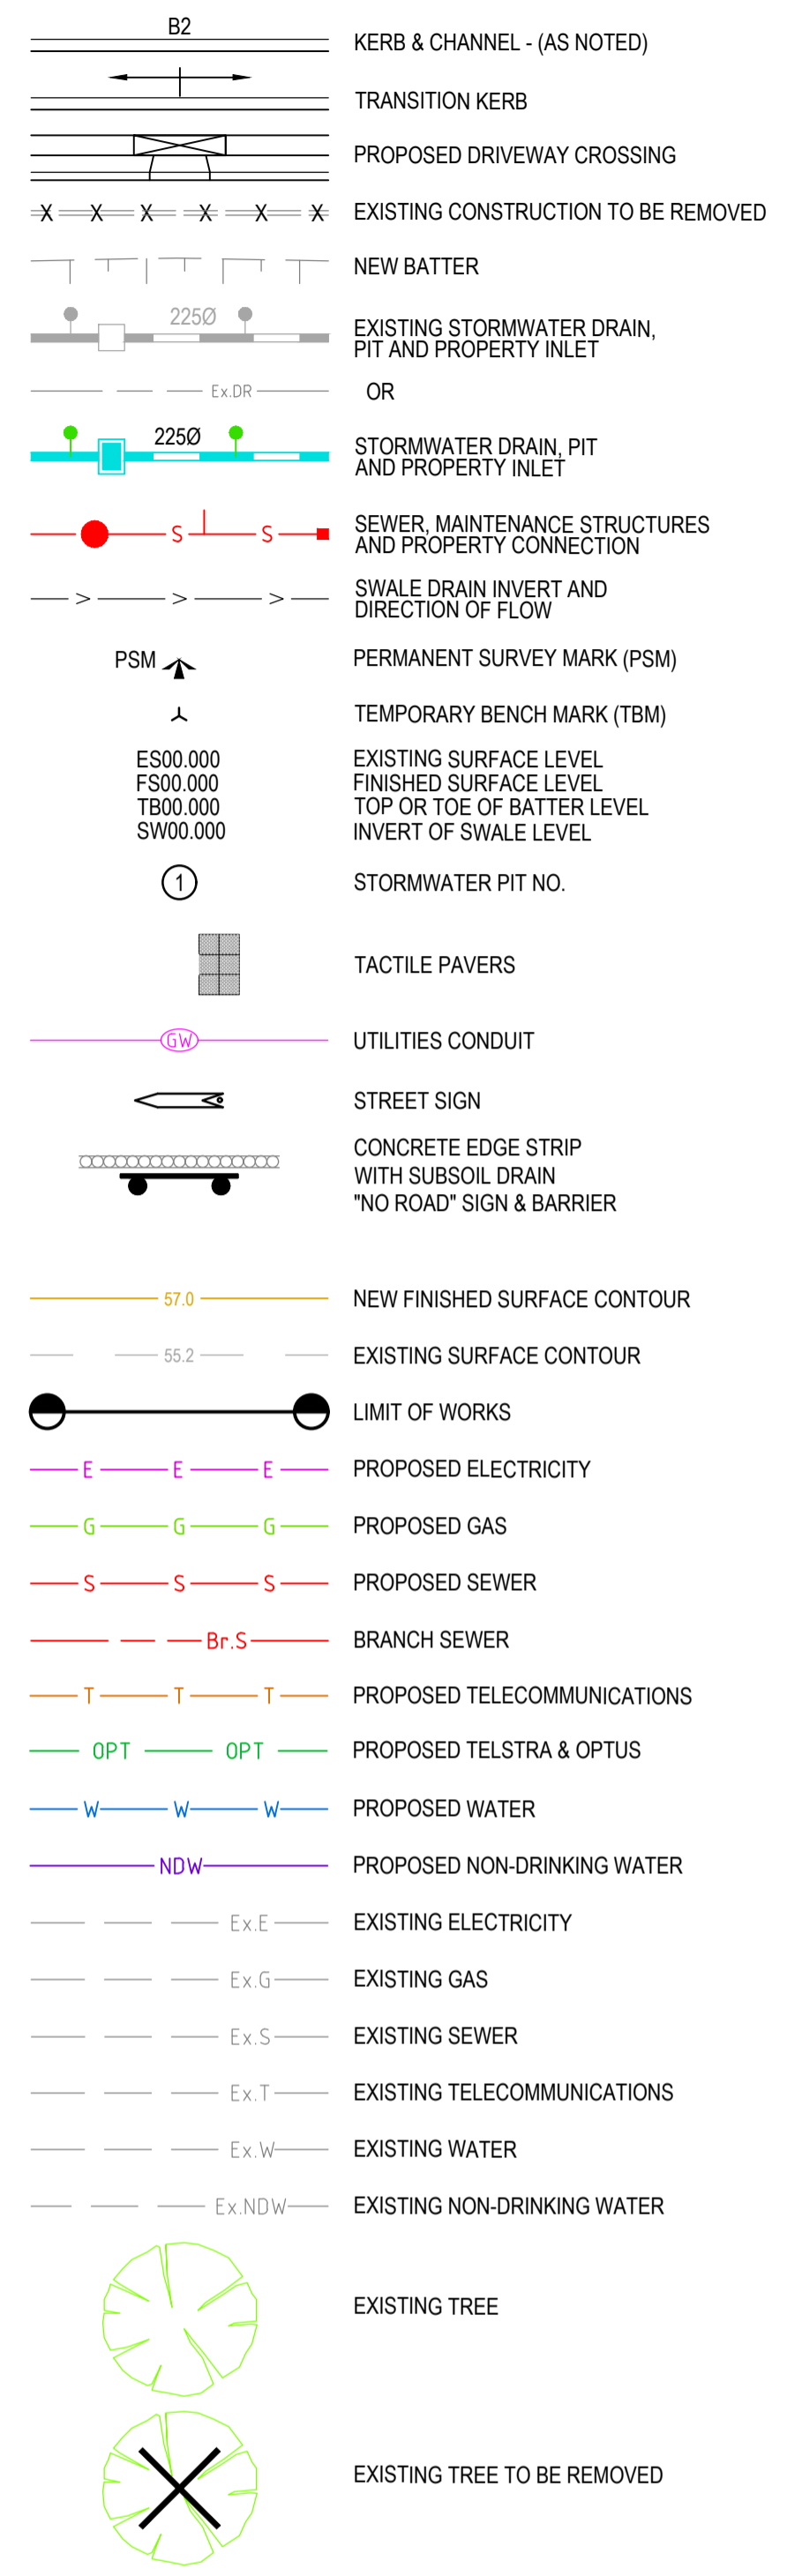 B2
KERB & CHANNEL - (AS NOTED)
TRANSITION KERB
PROPOSED DRIVEWAY CROSSING
X X X X X X
EXISTING CONSTRUCTION TO BE REMOVED
NEW BATTER
225Ø
EXISTING STORMWATER DRAIN,
PIT AND PROPERTY INLET
Ex.DR
OR
225Ø
STORMWATER DRAIN, PIT
AND PROPERTY INLET
S S
SEWER, MAINTENANCE STRUCTURES
AND PROPERTY CONNECTION
SWALE DRAIN INVERT AND
DIRECTION OF FLOW
PSM
PERMANENT SURVEY MARK (PSM)
TEMPORARY BENCH MARK (TBM)
ES00.000 EXISTING SURFACE LEVEL
FS00.000 FINISHED SURFACE LEVEL
TB00.000 TOP OR TOE OF BATTER LEVEL
SW00.000 INVERT OF SWALE LEVEL
1 STORMWATER PIT NO.
TACTILE PAVERS
GW UTILITIES CONDUIT
STREET SIGN
CONCRETE EDGE STRIP
WITH SUBSOIL DRAIN
"NO ROAD" SIGN & BARRIER
57.0 NEW FINISHED SURFACE CONTOUR
55.2 EXISTING SURFACE CONTOUR
LIMIT OF WORKS
E E E PROPOSED ELECTRICITY
G G G PROPOSED GAS
S S S PROPOSED SEWER
Br.S BRANCH SEWER
T T T PROPOSED TELECOMMUNICATIONS
OPT OPT PROPOSED TELSTRA & OPTUS
W W W PROPOSED WATER
NDW PROPOSED NON-DRINKING WATER
Ex.E EXISTING ELECTRICITY
Ex.G EXISTING GAS
Ex.S EXISTING SEWER
Ex.T EXISTING TELECOMMUNICATIONS
Ex.W EXISTING WATER
Ex.NDW EXISTING NON-DRINKING WATER
EXISTING TREE
EXISTING TREE TO BE REMOVED